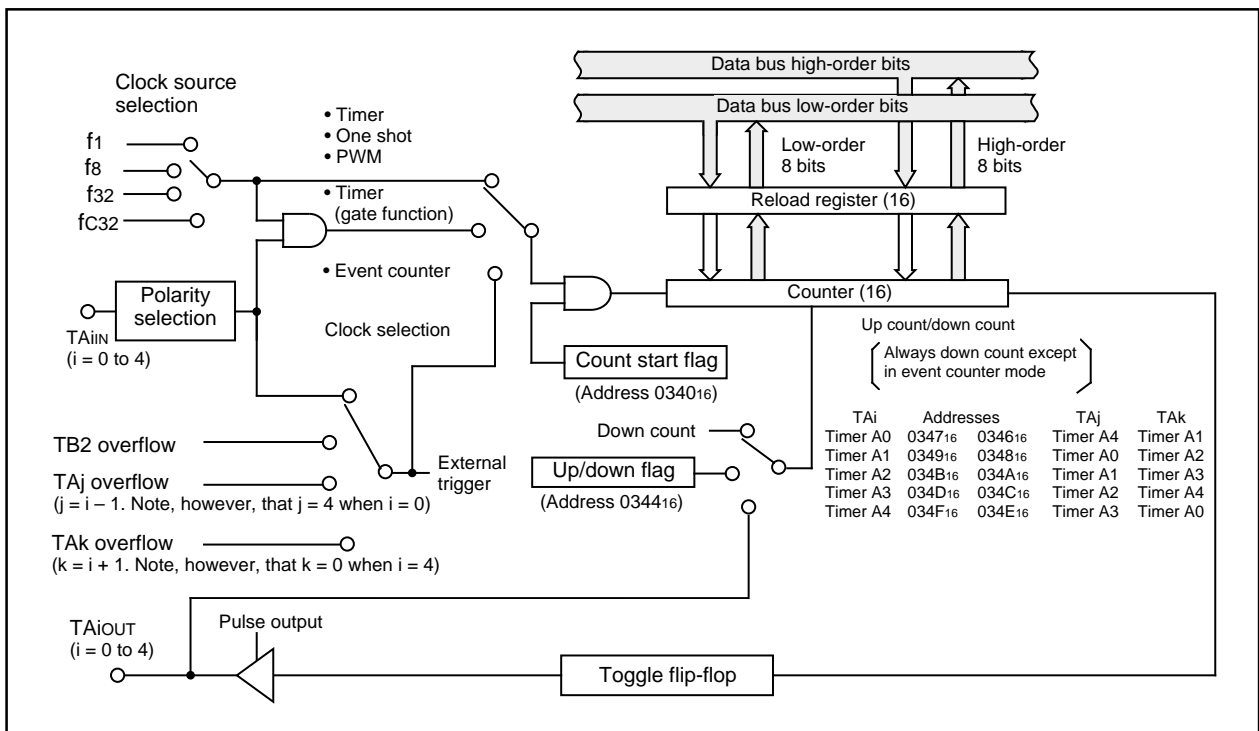 Clock source
selection
f1
f8
f32
fC32
• Timer
• One shot
• PWM
• Timer
(gate function)
• Event counter
Clock selection
Polarity
selection
TAiIN
(i = 0 to 4)
TB2 overflow
TAj overflow
(j = i – 1. Note, however, that j = 4 when i = 0)
TAk overflow
(k = i + 1. Note, however, that k = 0 when i = 4)
External
trigger
Data bus high-order bits
Data bus low-order bits
Low-order
8 bits
High-order
8 bits
Reload register (16)
Counter (16)
Count start flag
(Address 034016)
Up count/down count
Always down count except
in event counter mode
Down count
Up/down flag
(Address 034416)
TAi Addresses TAj TAk
Timer A0 034716 034616 Timer A4 Timer A1
Timer A1 034916 034816 Timer A0 Timer A2
Timer A2 034B16 034A16 Timer A1 Timer A3
Timer A3 034D16 034C16 Timer A2 Timer A4
Timer A4 034F16 034E16 Timer A3 Timer A0
TAiOUT
(i = 0 to 4)
Pulse output
Toggle flip-flop